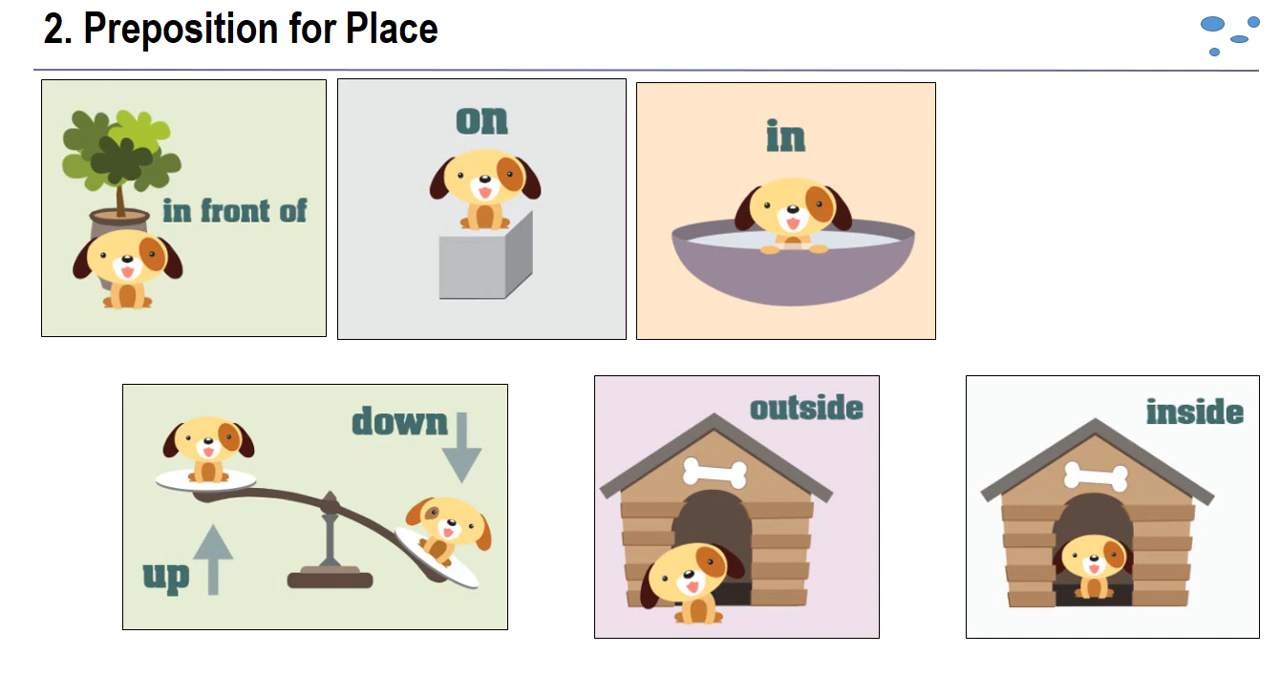 2. Preposition for Place
in front of
on
in
down
up
outside
inside